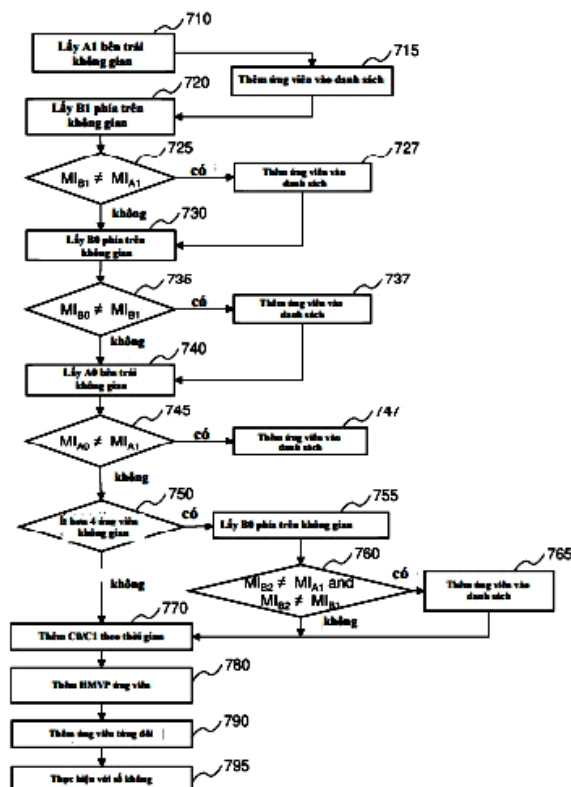 710
Lấy A1 bên trái
không gian
715
Thêm ứng viên vào danh sách
720
Lấy B1 phía trên
không gian
725
MI_B1 ≠ MI_A1
có
727
Thêm ứng viên vào
danh sách
không
730
Lấy B0 phía trên
không gian
735
MI_B0 ≠ MI_B1
có
737
Thêm ứng viên vào
danh sách
không
740
Lấy A0 bên trái
không gian
745
MI_A0 ≠ MI_A1
có
747
Thêm ứng viên vào
danh sách
không
750
Ít hơn 4 ứng viên
không gian
có
755
Lấy B0 phía trên không gian
760
MI_B2 ≠ MI_A1 and
MI_B2 ≠ MI_B1
có
765
Thêm ứng viên vào
danh sách
không
không
770
Thêm C0/C1 theo thời gian
780
Thêm HMVP ứng viên
790
Thêm ứng viên từng đôi
795
Thực hiện với số không